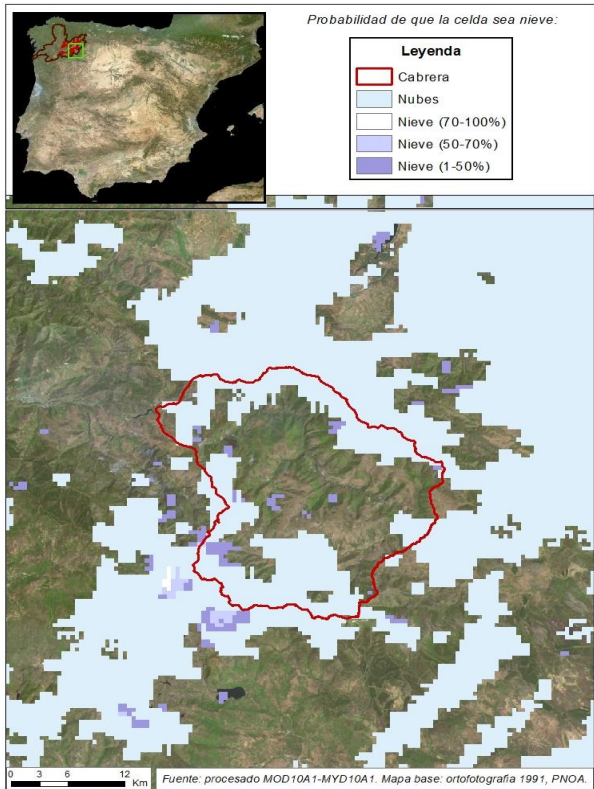 Probabilidad de que la celda sea nieve:
Leyenda
Cabrera
Nubes
Nieve (70-100%)
Nieve (50-70%)
Nieve (1-50%)
0 3 6 12
Km
Fuente: procesado MOD10A1-MYD10A1. Mapa base: ortofotografia 1991, PNOA.